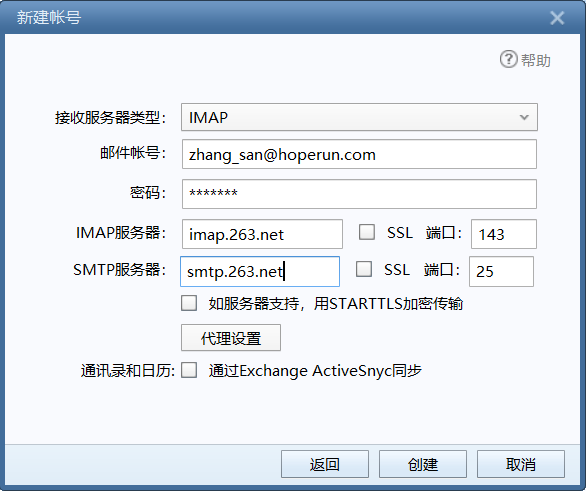 新建帐号
帮助
接收服务器类型： IMAP
邮件帐号： zhang_san@hoperun.com
密码： *******
IMAP服务器： imap.263.net SSL 端口： 143
SMTP服务器： smtp.263.net SSL 端口： 25
如服务器支持，用STARTTLS加密传输
代理设置
通讯录和日历: 通过Exchange ActiveSnyc同步
返回 创建 取消